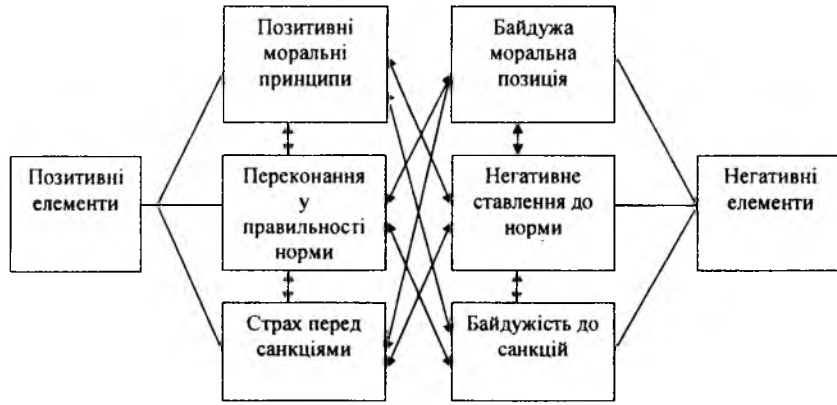 Позитивні
моральні
принципи
Байдужа
моральна
позиція
Позитивні
елементи
Переконання
у
правильності
норми
Негативне
ставлення до
норми
Негативні
елементи
Страх перед
санкціями
Байдужість до
санкцій